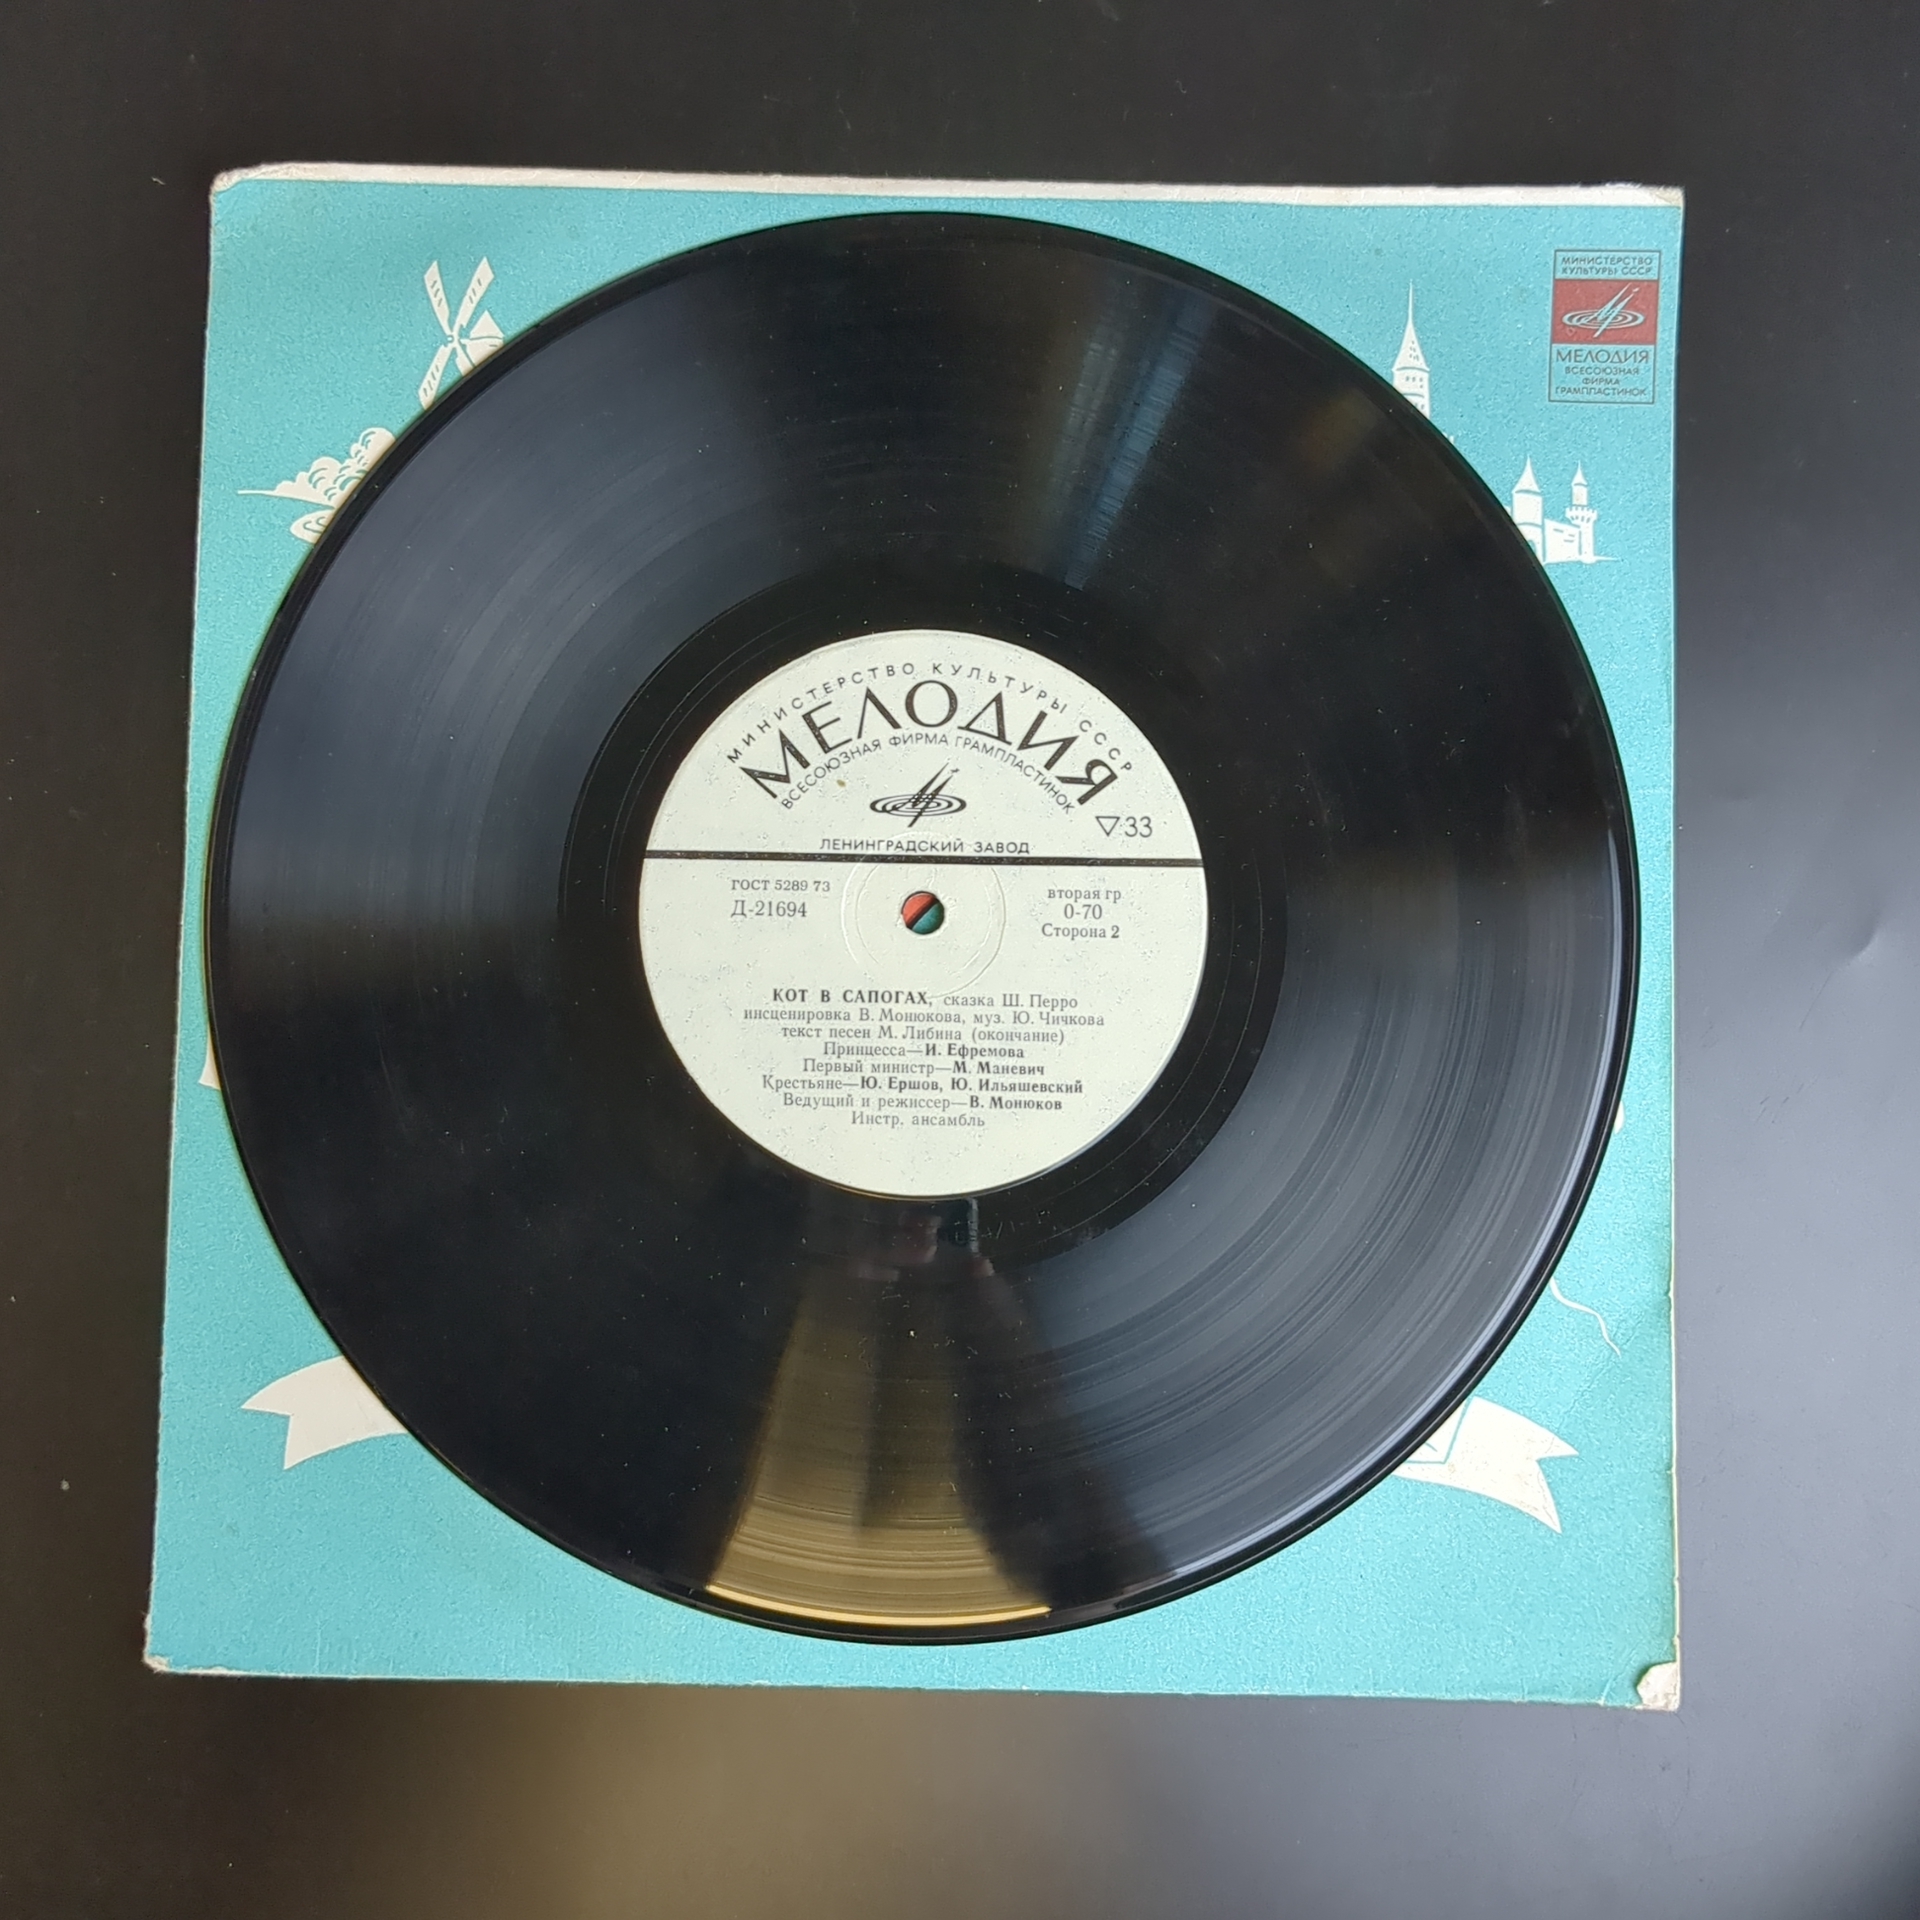 МИНИСТЕРСТВО
КУЛЬТУРЫ СССР
МЕЛОДИЯ
ВСЕСОЮЗНАЯ
ФИРМА
ГРАМПЛАСТИНОК
МИНИСТЕРСТВО КУЛЬТУРЫ СССР
МЕЛОДИЯ
ВСЕСОЮЗНАЯ ФИРМА ГРАМПЛАСТИНОК
▽33
ЛЕНИНГРАДСКИЙ ЗАВОД
ГОСТ 5289 73
Д-21694
вторая гр
0-70
Сторона 2
КОТ В САПОГАХ, сказка Ш. Перро
инсценировка В. Монюкова, муз. Ю. Чичкова
текст песен М. Либина (окончание)
Принцесса—И. Ефремова
Первый министр—М. Маневич
Крестьяне—Ю. Ершов, Ю. Ильяшевский
Ведущий и режиссер—В. Монюков
Инстр. ансамбль